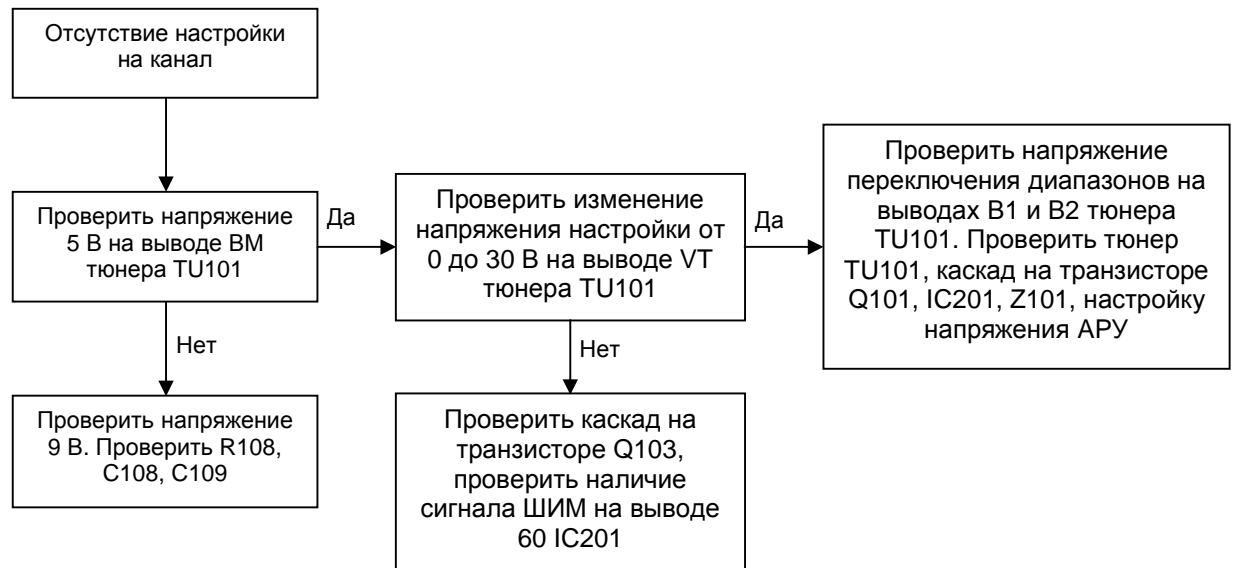 Отсутствие настройки
на канал
Проверить напряжение
5 В на выводе ВМ
тюнера TU101
Да
Проверить изменение
напряжения настройки от
0 до 30 В на выводе VT
тюнера TU101
Да
Проверить напряжение
переключения диапазонов на
выводах В1 и В2 тюнера
TU101. Проверить тюнер
TU101, каскад на транзисторе
Q101, IC201, Z101, настройку
напряжения АРУ
Нет
Проверить напряжение
9 В. Проверить R108,
C108, C109
Нет
Проверить каскад на
транзисторе Q103,
проверить наличие
сигнала ШИМ на выводе
60 IC201